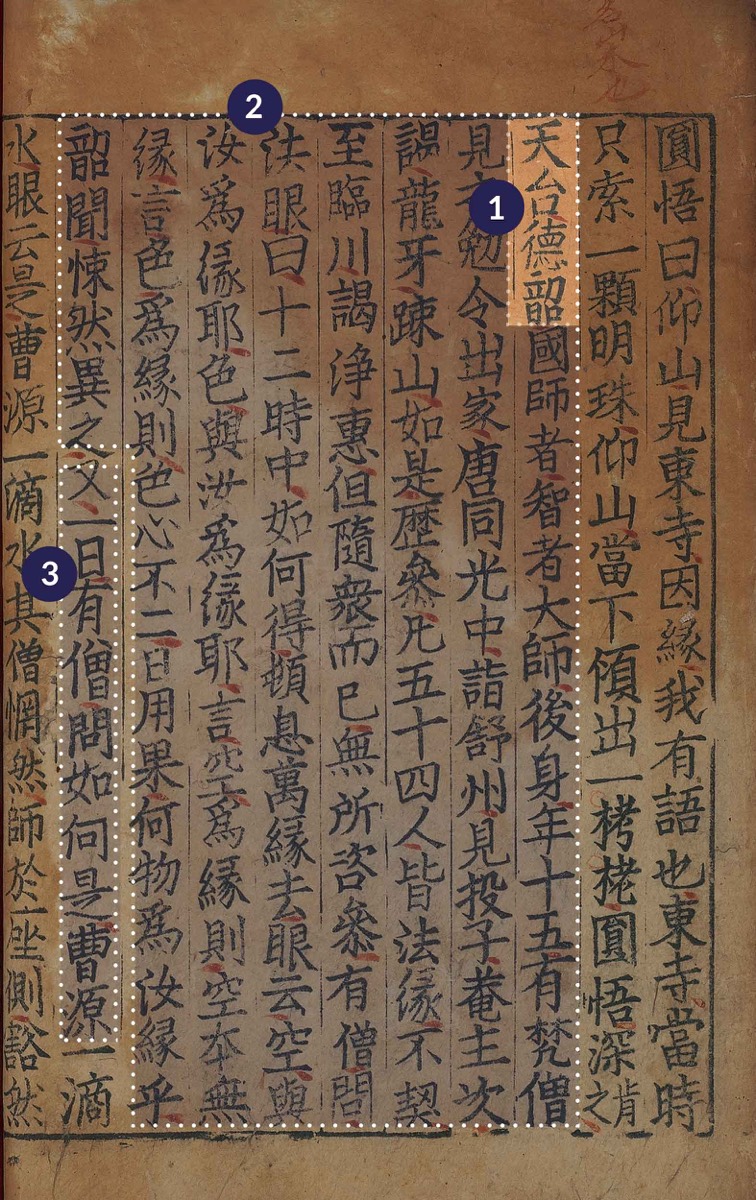 圓悟曰仰山見東寺因緣我有語也東寺當時
只索一顆明珠仰山當下傾出一栲栳圓悟深肯之
天台德韶國師者智者大師後身年十五有梵僧
見勉令出家唐同光中詣舒州見投子菴主次
謁龍牙踈山如是歷叅凡五十四人皆法緣不契
至臨川謁淨惠但隨衆而已無所咨叅有僧問
法眼曰十二時中如何得頓息萬緣去眼云空與
汝爲緣耶色與汝爲緣耶言空爲緣則空本無
緣言色爲緣則色心不二日用果何物爲汝緣乎
韶聞悚然異之又一日有僧問如何是曹源一滴
水眼云是曹源一滴水其僧惘然師於座側豁然
1
2
3